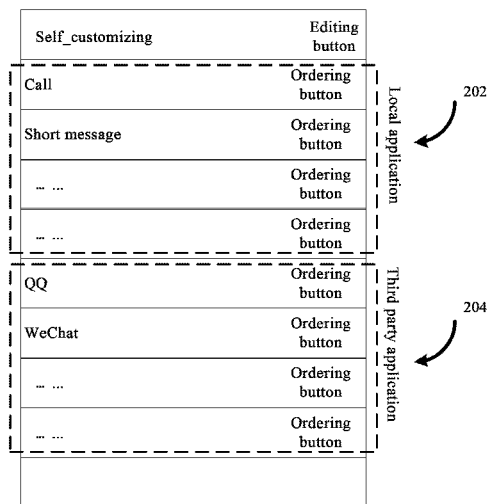 Self_customizing
Editing
button
Call
Ordering
button
Short message
Ordering
button
... ...
Ordering
button
... ...
Ordering
button
Local application
202
QQ
Ordering
button
WeChat
Ordering
button
... ...
Ordering
button
... ...
Ordering
button
Third party application
204